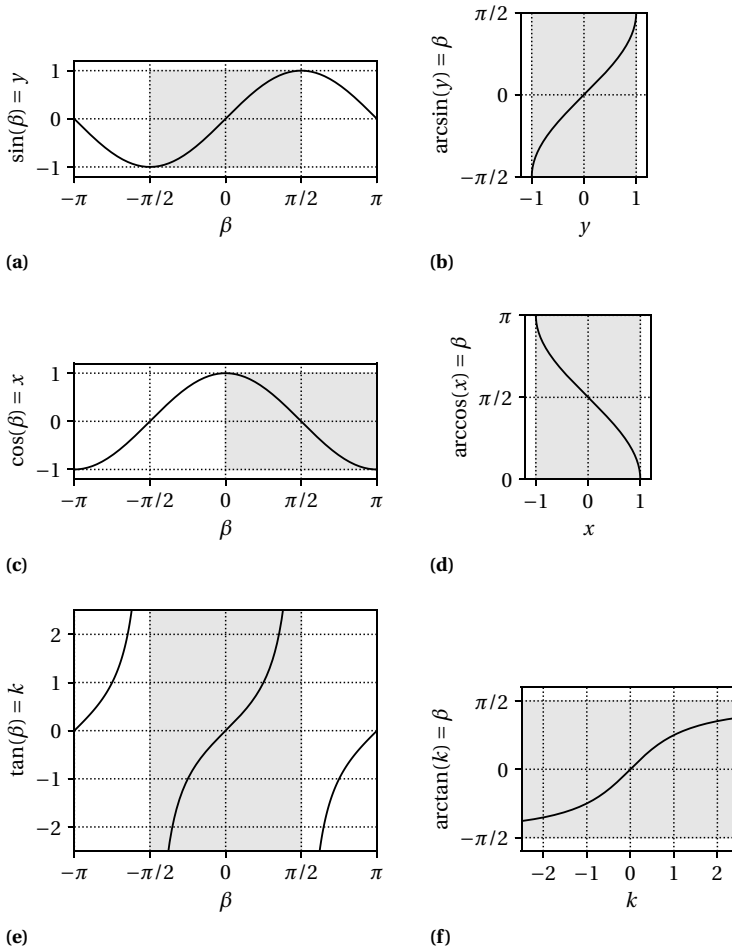 sin(β) = y
1
0
−1
−π
−π/2
0
π/2
π
β
(a)
arcsin(y) = β
π/2
0
−π/2
−1
0
1
y
(b)
cos(β) = x
1
0
−1
−π
−π/2
0
π/2
π
β
(c)
arccos(x) = β
π
π/2
0
−1
0
1
x
(d)
tan(β) = k
2
1
0
−1
−2
−π
−π/2
0
π/2
π
β
(e)
arctan(k) = β
π/2
0
−π/2
−2
−1
0
1
2
k
(f)